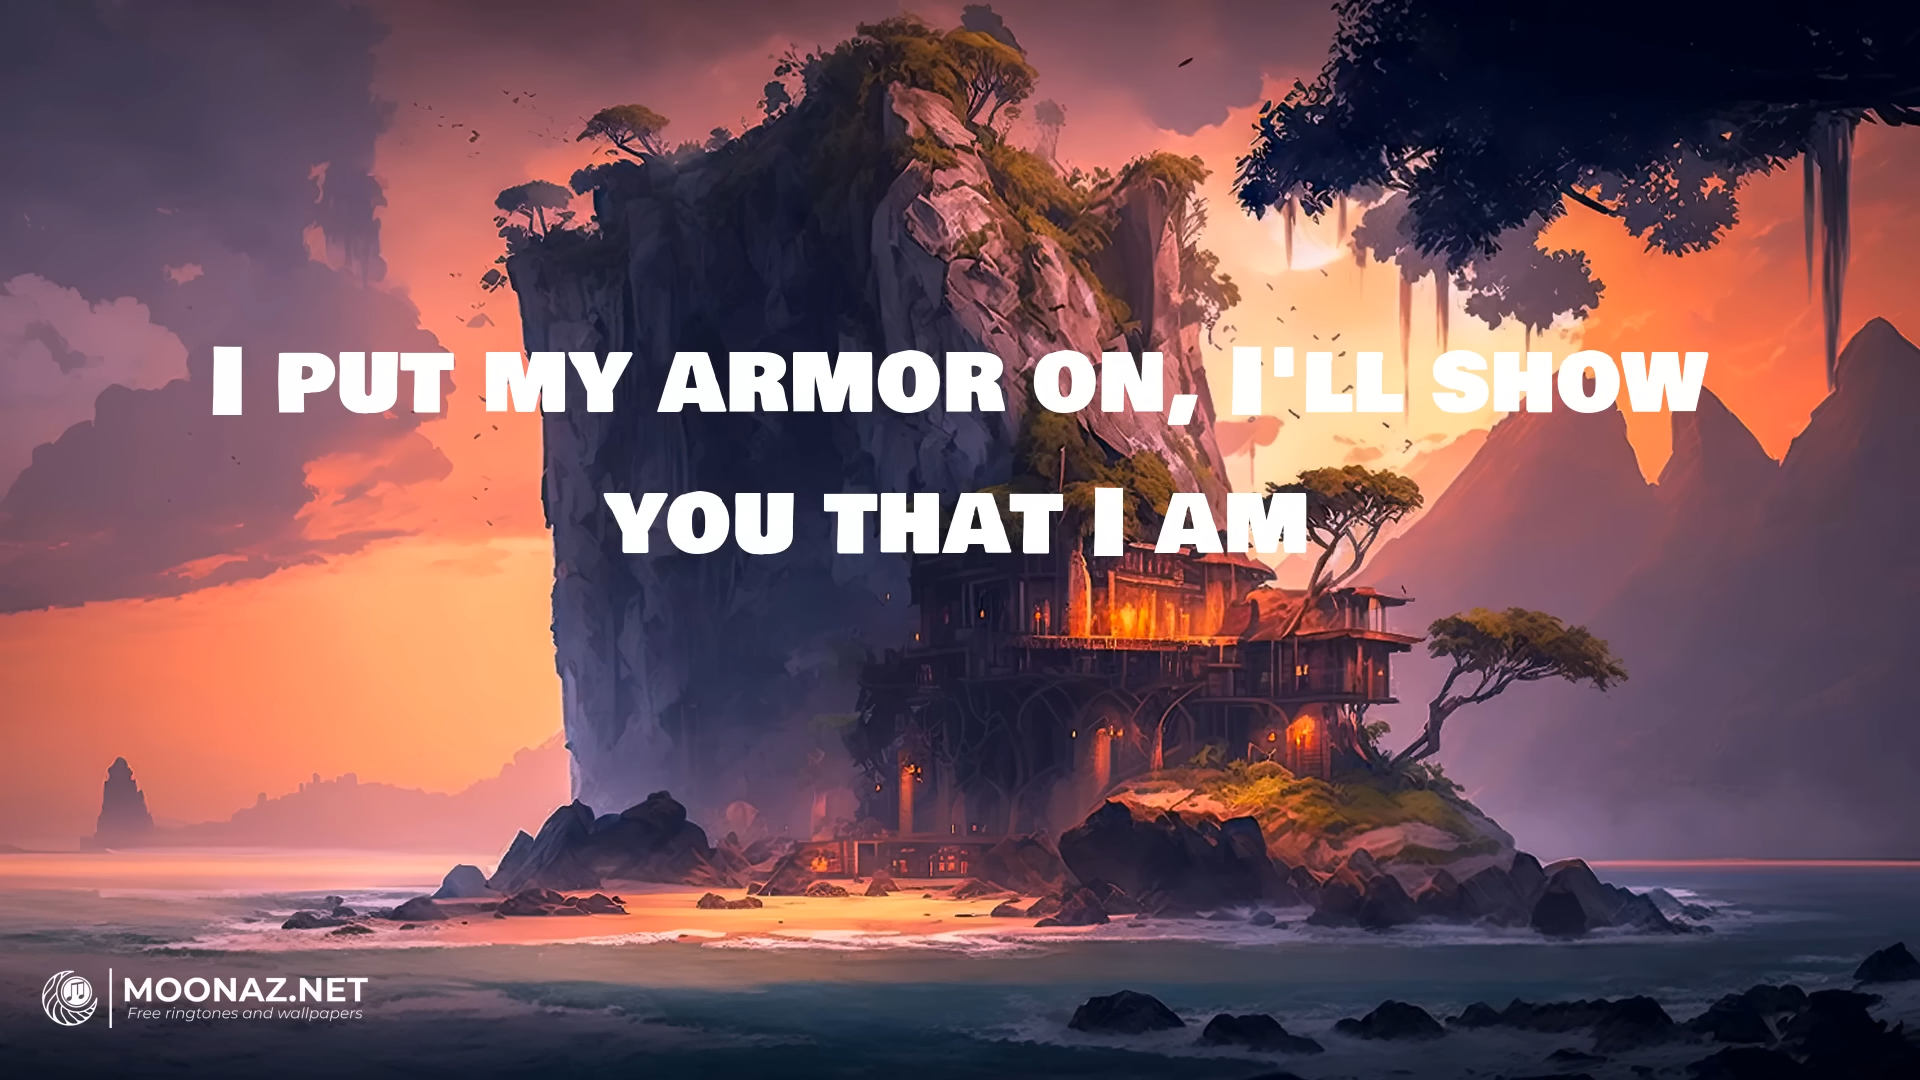 I PUT MY ARMOR ON, I'LL SHOW
YOU THAT I AM
MOONAZ.NET
Free ringtones and wallpapers